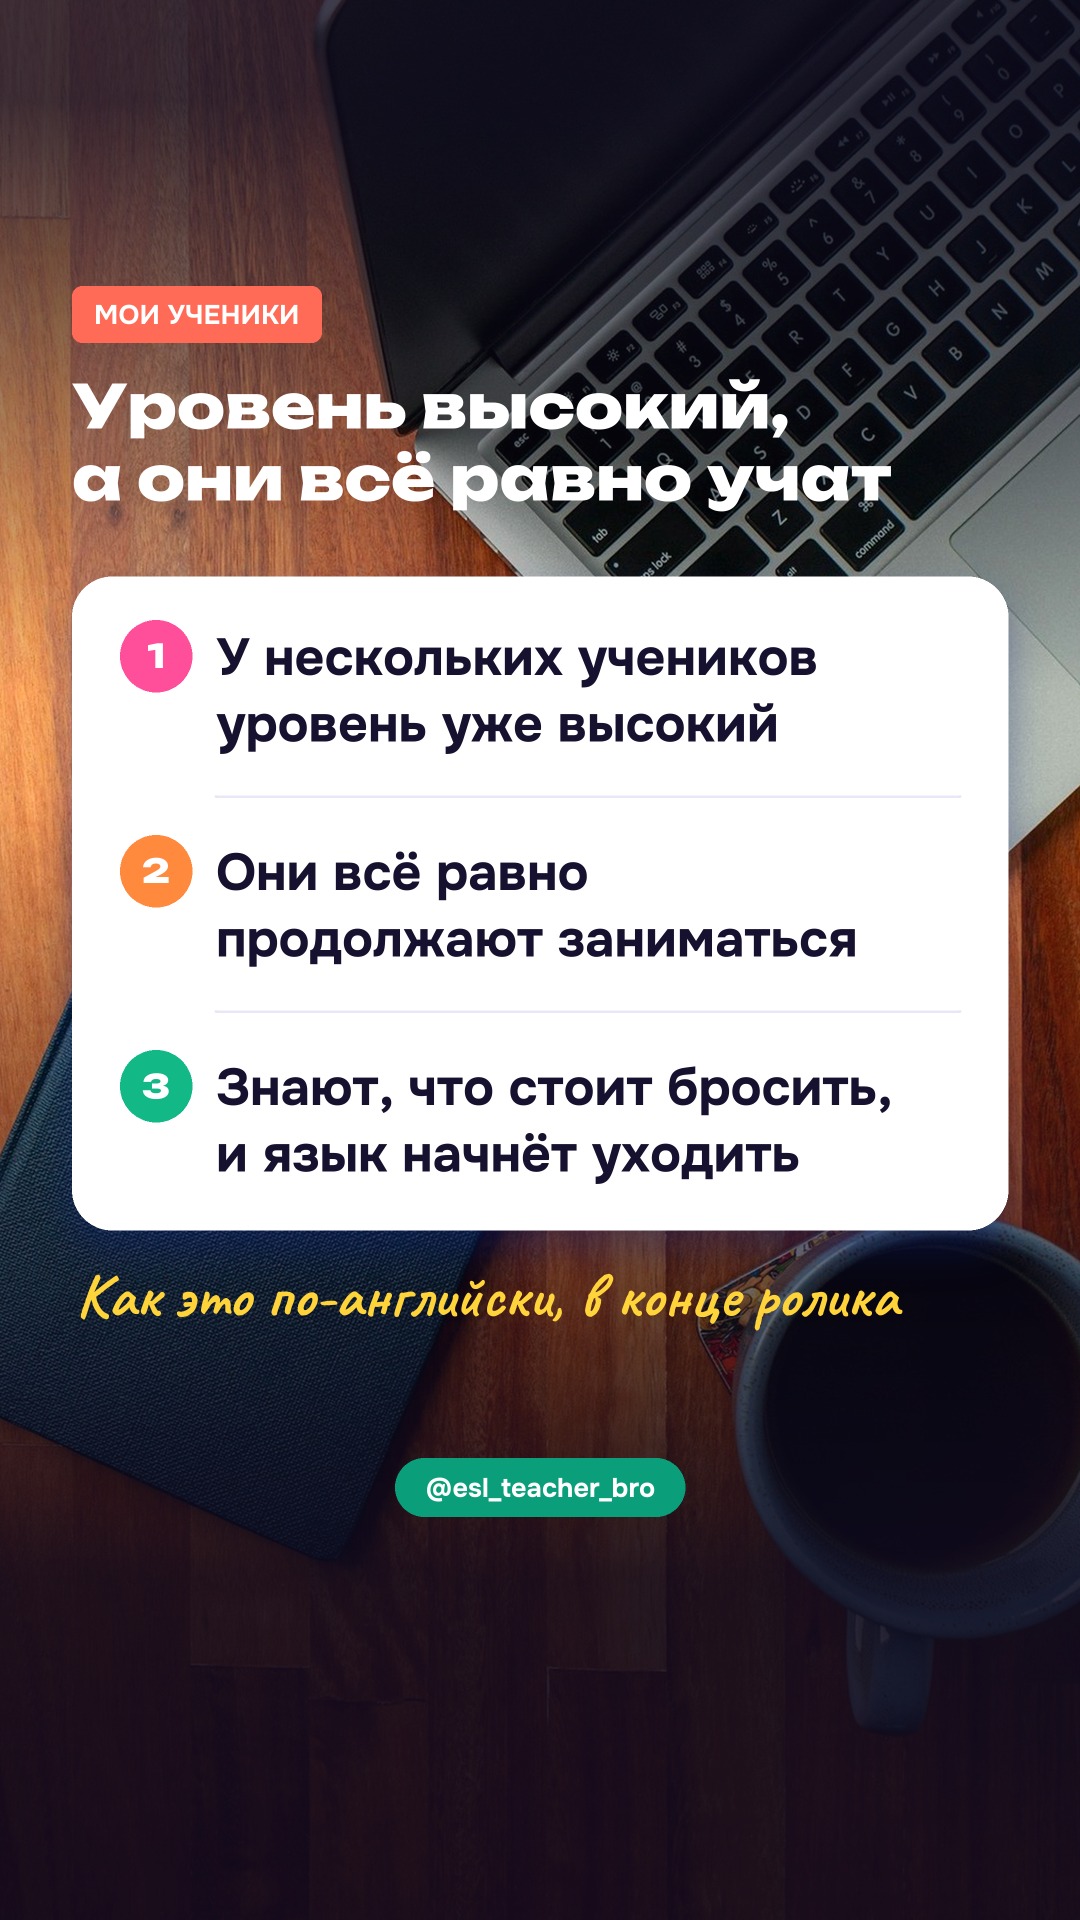 МОИ УЧЕНИКИ
Уровень высокий,
а они всё равно учат
1 У нескольких учеников
уровень уже высокий
2 Они всё равно
продолжают заниматься
3 Знают, что стоит бросить,
и язык начнёт уходить
Как это по-английски, в конце ролика
@esl_teacher_bro